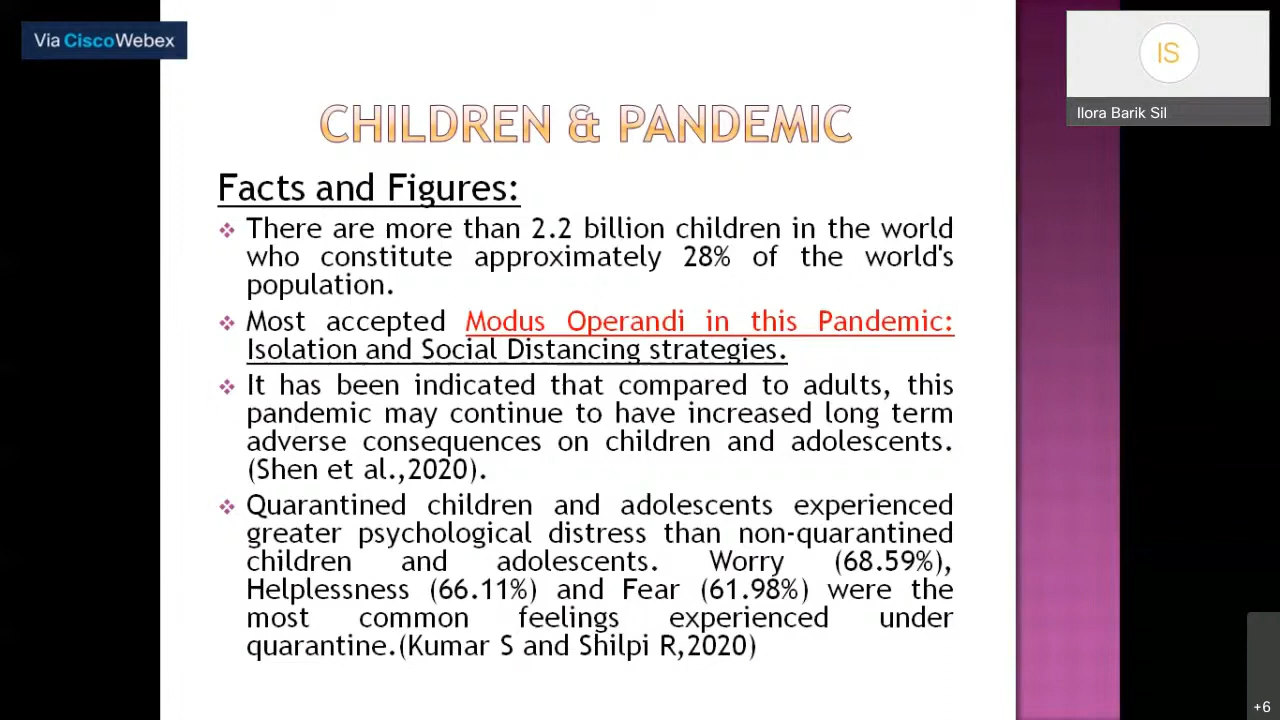 Via CiscoWebex
IS
Ilora Barik Sil
CHILDREN & PANDEMIC
Facts and Figures:
There are more than 2.2 billion children in the world
who constitute approximately 28% of the world's
population.
Most accepted Modus Operandi in this Pandemic:
Isolation and Social Distancing strategies.
It has been indicated that compared to adults, this
pandemic may continue to have increased long term
adverse consequences on children and adolescents.
(Shen et al.,2020).
Quarantined children and adolescents experienced
greater psychological distress than non-quarantined
children and adolescents. Worry (68.59%),
Helplessness (66.11%) and Fear (61.98%) were the
most common feelings experienced under
quarantine.(Kumar S and Shilpi R,2020)
+6